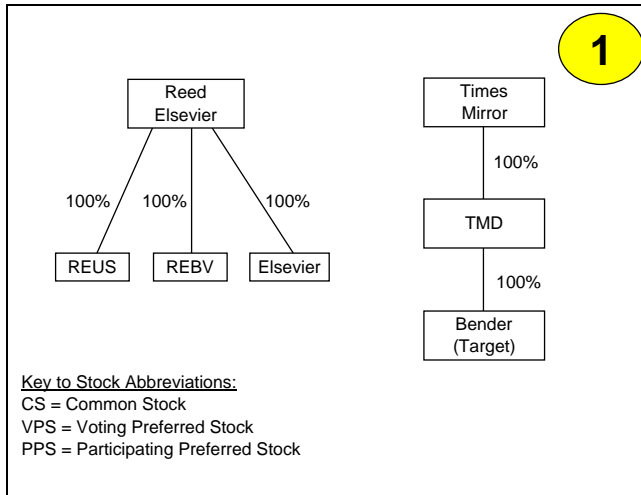 1
Reed
Elsevier
Times
Mirror
100%
100%
100%
100%
TMD
REUS
REBV
Elsevier
100%
Bender
(Target)
Key to Stock Abbreviations:
CS = Common Stock
VPS = Voting Preferred Stock
PPS = Participating Preferred Stock